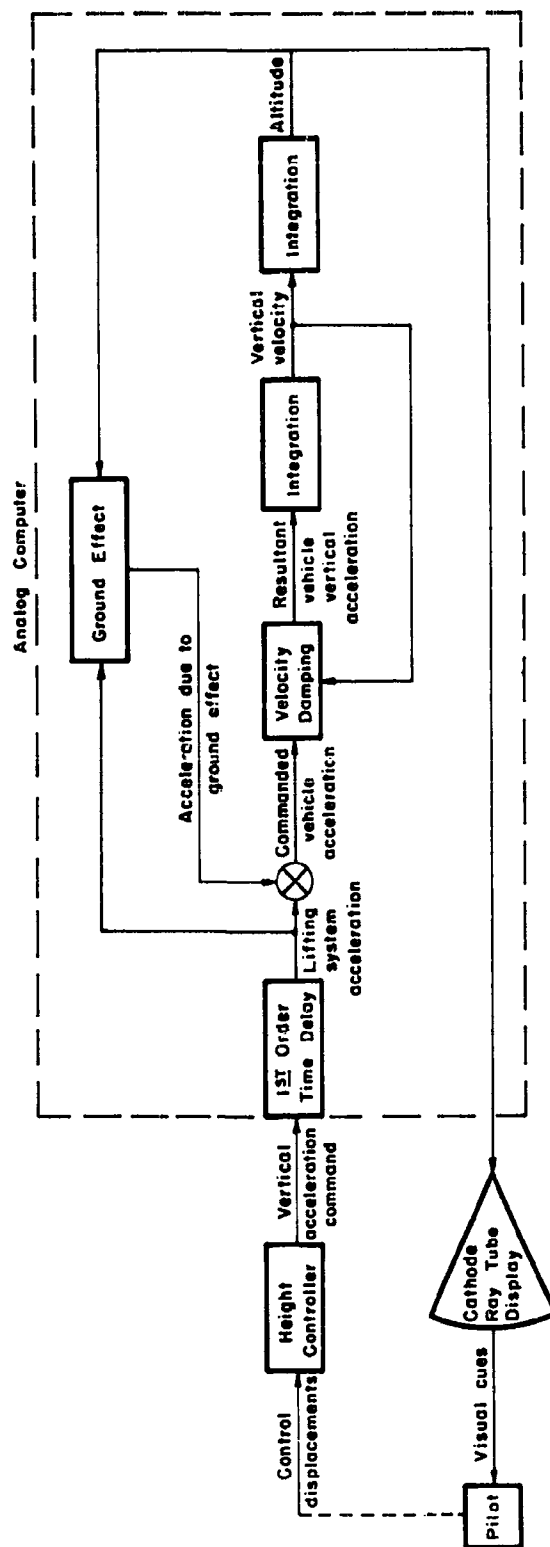 Analog Computer
Ground Effect
Acceleration due to
ground effect
Pilot
Control
displacements
Height
Controller
Vertical
acceleration
command
1ST Order
Time Delay
Lifting
system
acceleration
Commanded
vehicle
acceleration
Velocity
Damping
Resultant
vehicle
vertical
acceleration
Integration
Vertical
velocity
Integration
Altitude
Visual cues
Cathode
Ray Tube
Display